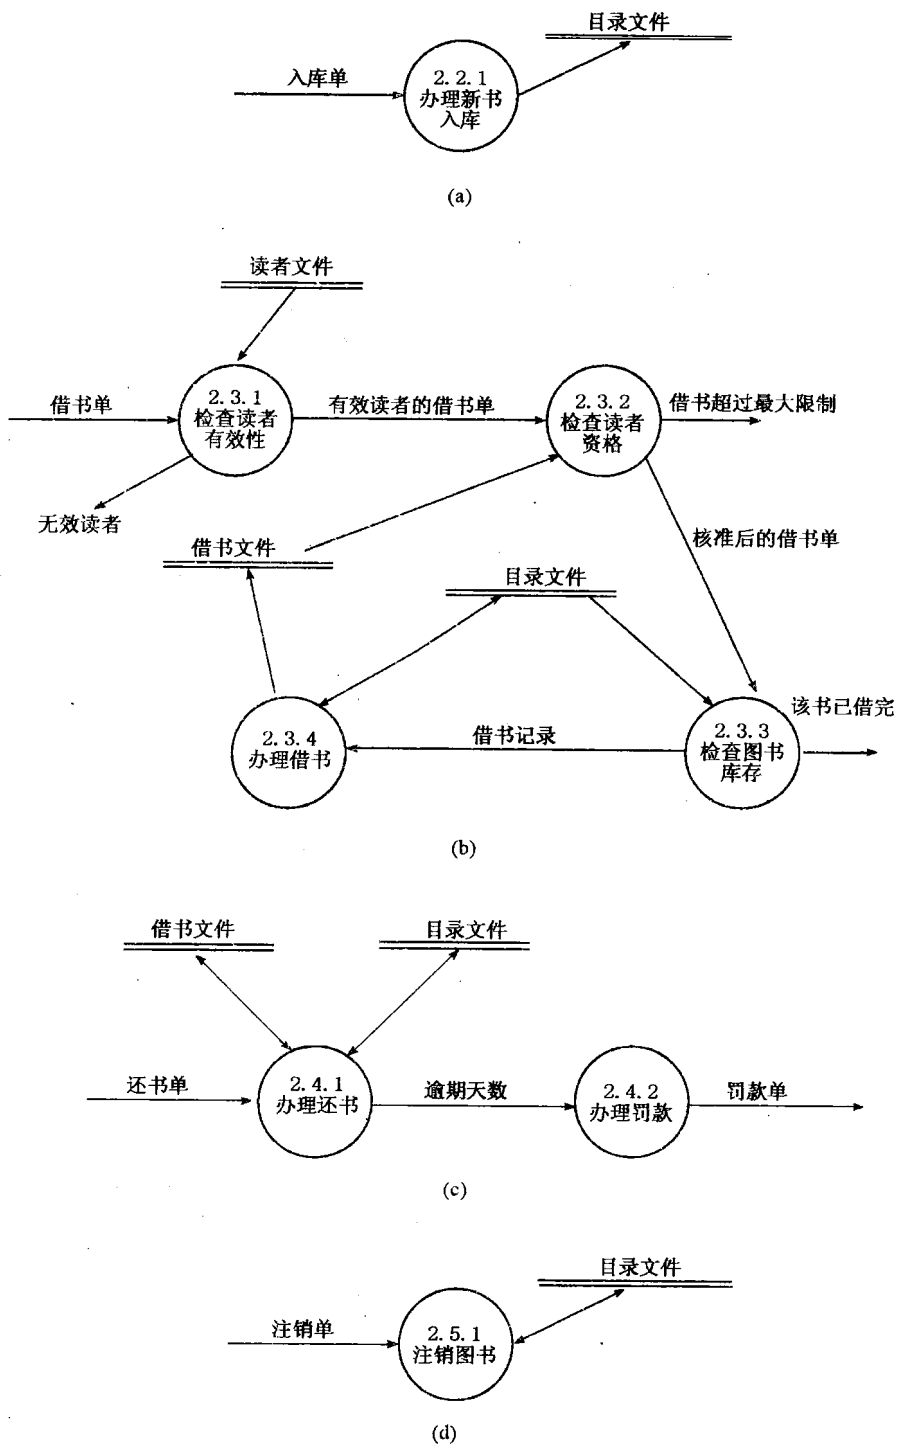 目录文件
入库单
2.2.1
办理新书
入库
(a)
读者文件
借书单
2.3.1
检查读者
有效性
有效读者的借书单
2.3.2
检查读者
资格
借书超过最大限制
无效读者
借书文件
核准后的借书单
目录文件
该书已借完
2.3.4
办理借书
借书记录
2.3.3
检查图书
库存
(b)
借书文件
目录文件
还书单
2.4.1
办理还书
逾期天数
2.4.2
办理罚款
罚款单
(c)
目录文件
注销单
2.5.1
注销图书
(d)